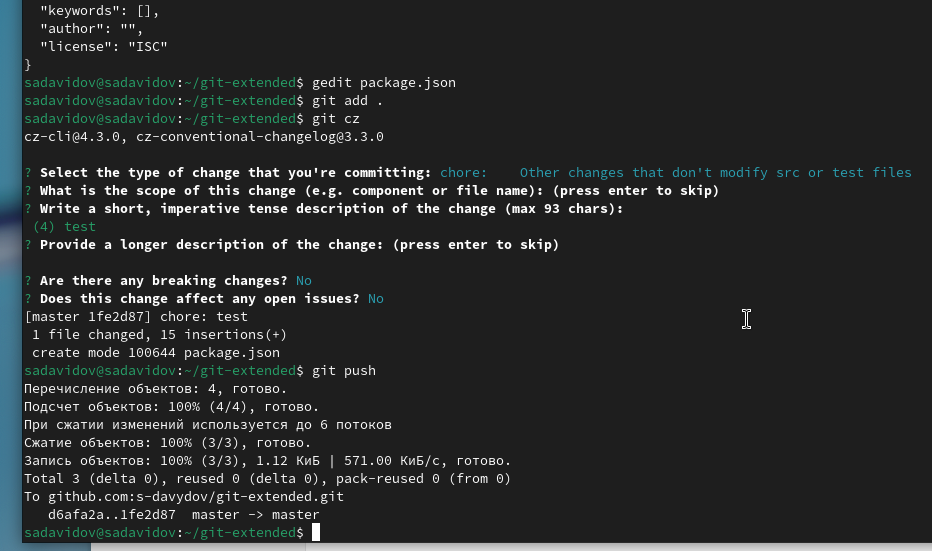 "keywords": [],
"author": "",
"license": "ISC"
}
sadavidov@sadavidov:~/git-extended$ gedit package.json
sadavidov@sadavidov:~/git-extended$ git add .
sadavidov@sadavidov:~/git-extended$ git cz
cz-cli@4.3.0, cz-conventional-changelog@3.3.0
? Select the type of change that you're committing: chore:    Other changes that don't modify src or test files
? What is the scope of this change (e.g. component or file name): (press enter to skip)
? Write a short, imperative tense description of the change (max 93 chars):
(4) test
? Provide a longer description of the change: (press enter to skip)
? Are there any breaking changes? No
? Does this change affect any open issues? No
[master 1fe2d87] chore: test
1 file changed, 15 insertions(+)
create mode 100644 package.json
sadavidov@sadavidov:~/git-extended$ git push
Перечисление объектов: 4, готово.
Подсчет объектов: 100% (4/4), готово.
При сжатии изменений используется до 6 потоков
Сжатие объектов: 100% (3/3), готово.
Запись объектов: 100% (3/3), 1.12 КиБ | 571.00 КиБ/с, готово.
Total 3 (delta 0), reused 0 (delta 0), pack-reused 0 (from 0)
To github.com:s-davydov/git-extended.git
d6afa2a..1fe2d87  master -> master
sadavidov@sadavidov:~/git-extended$